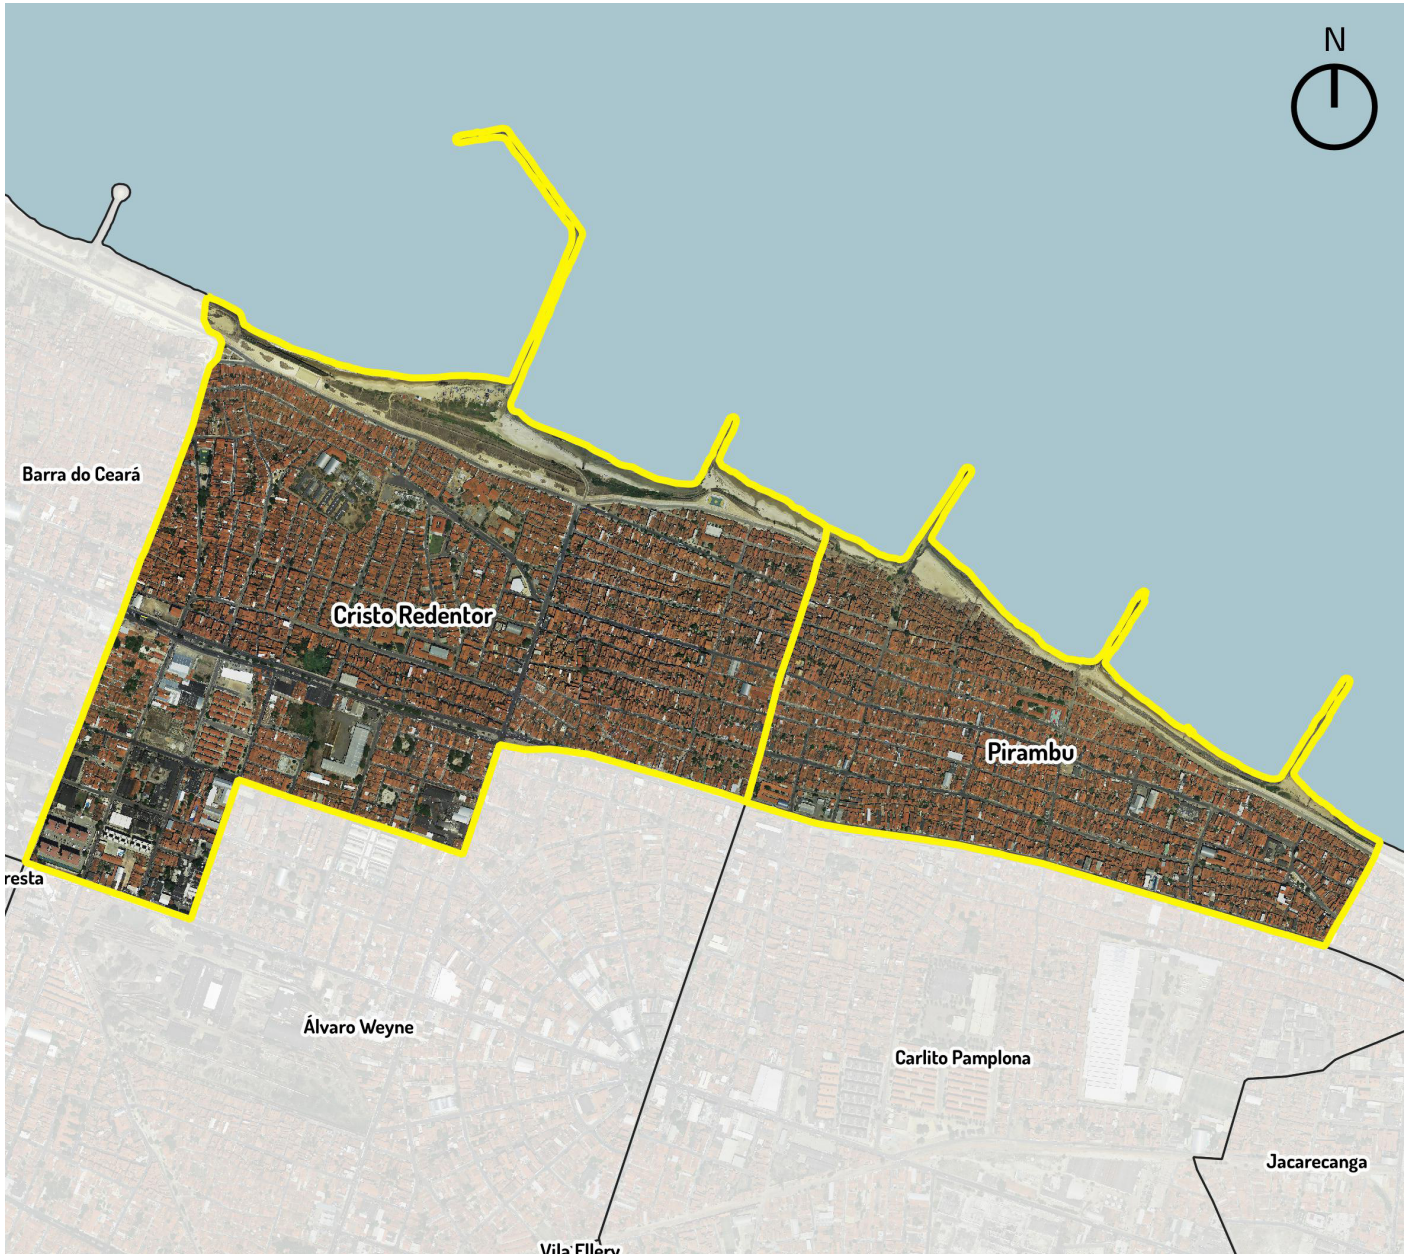 N
Barra do Ceará
Cristo Redentor
Pirambu
resta
Álvaro Weyne
Carlito Pamplona
Jacarecanga
Vila Ellery